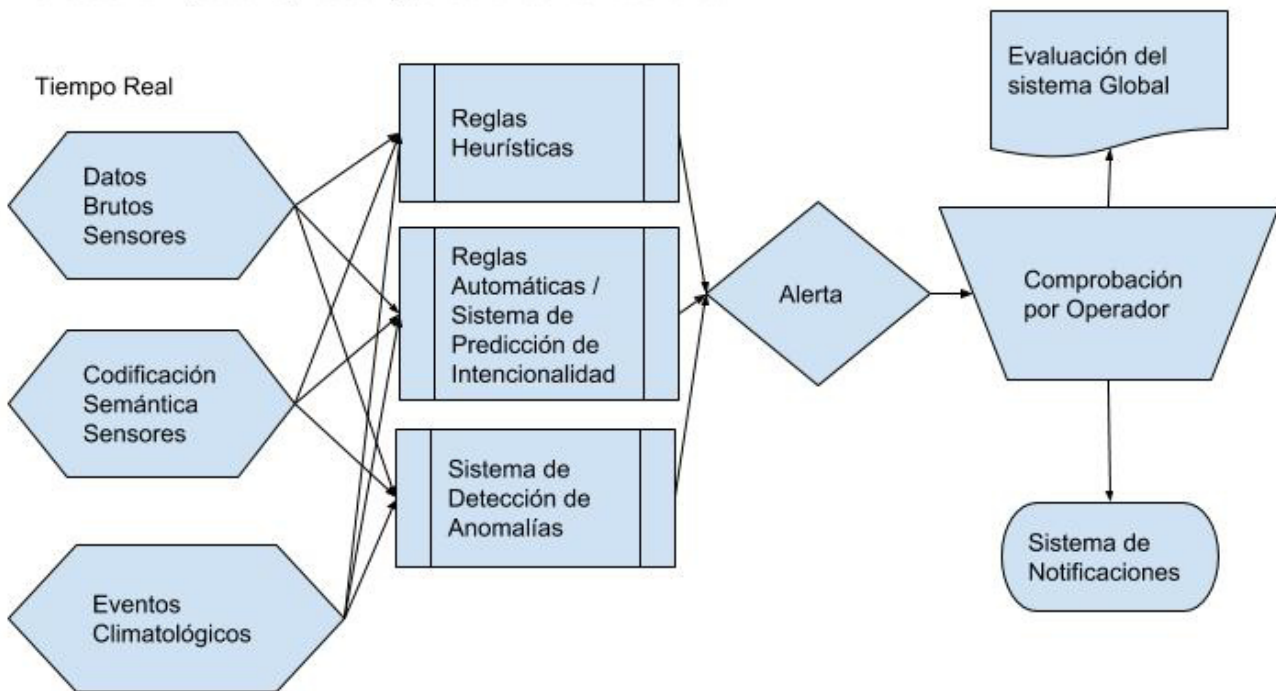 Tiempo Real
Datos
Brutos
Sensores
Codificación
Semántica
Sensores
Eventos
Climatológicos
Reglas
Heurísticas
Reglas
Automáticas /
Sistema de
Predicción de
Intencionalidad
Sistema de
Detección de
Anomalías
Alerta
Evaluación del
sistema Global
Comprobación
por Operador
Sistema de
Notificaciones